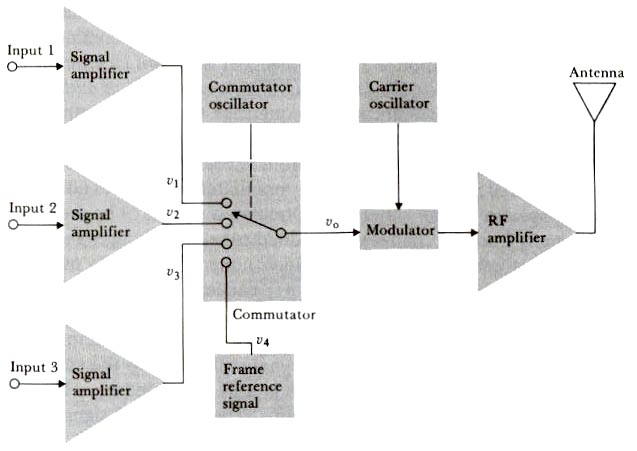 Input 1
Signal
amplifier
Commutator
oscillator
Carrier
oscillator
Antenna
v1
Input 2
Signal
amplifier
v2
vo
Modulator
RF
amplifier
v3
Commutator
v4
Input 3
Signal
amplifier
Frame
reference
signal